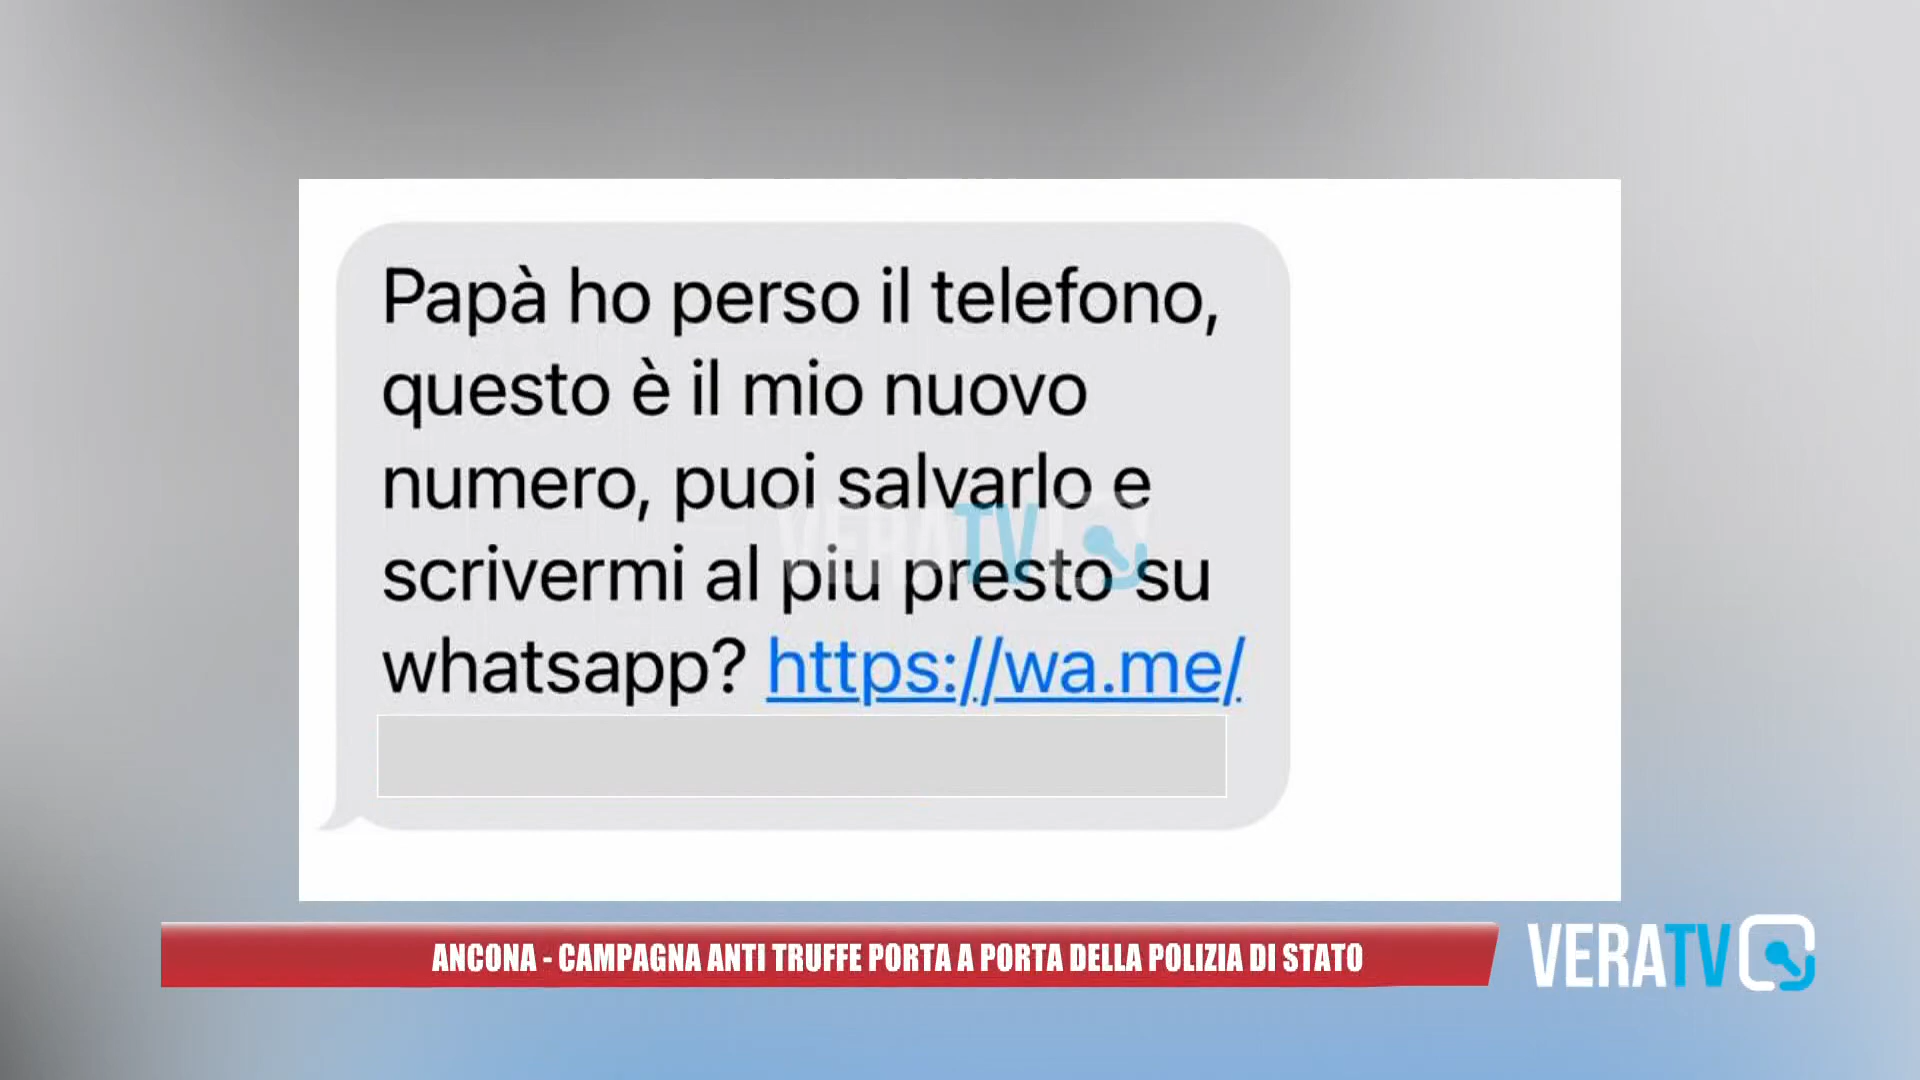 Papà ho perso il telefono,
questo è il mio nuovo
numero, puoi salvarlo e
scrivermi al piu presto su
whatsapp? https://wa.me/
VERATV
ANCONA - CAMPAGNA ANTI TRUFFE PORTA A PORTA DELLA POLIZIA DI STATO
VERATV